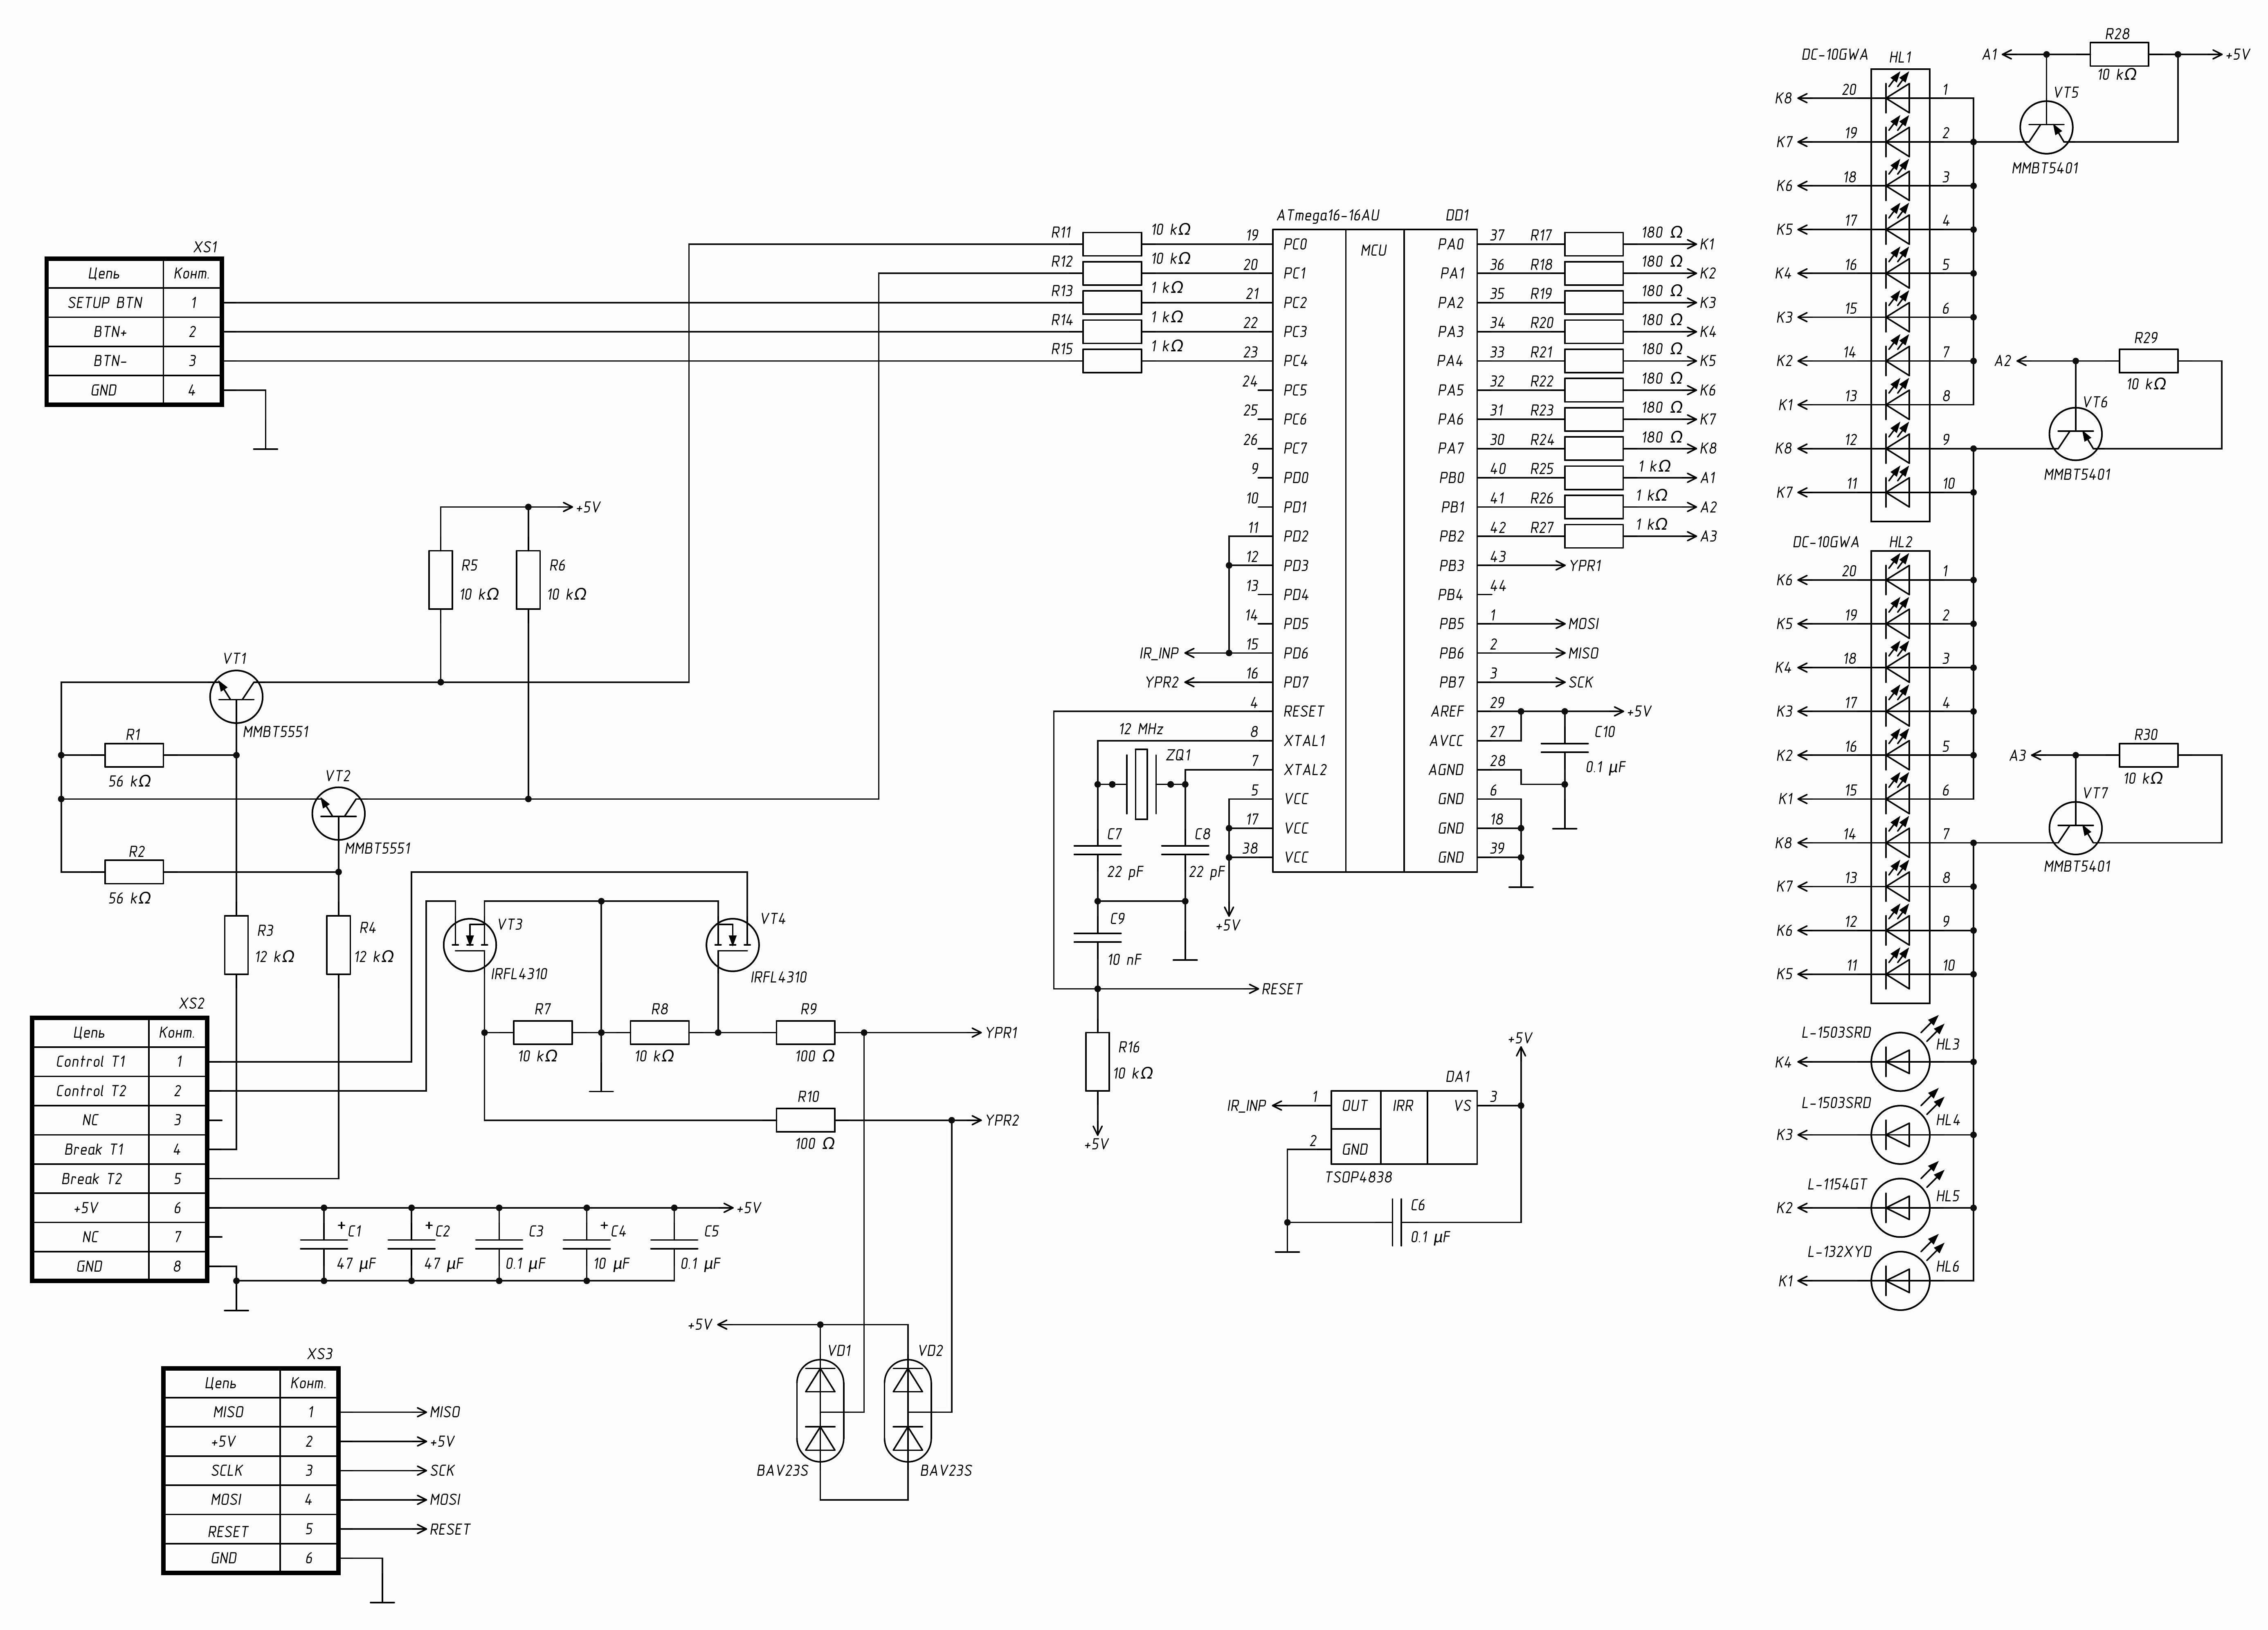 XS1
Цепь Конт.
SETUP BTN 1
BTN+ 2
BTN- 3
GND 4
R11 10 kΩ
R12 10 kΩ
R13 1 kΩ
R14 1 kΩ
R15 1 kΩ
ATmega16-16AU DD1
MCU
19 PC0
20 PC1
21 PC2
22 PC3
23 PC4
24 PC5
25 PC6
26 PC7
9 PD0
10 PD1
11 PD2
12 PD3
13 PD4
14 PD5
IR_INP 15 PD6
YPR2 16 PD7
4 RESET
8 XTAL1
7 XTAL2
5 VCC
17 VCC
38 VCC
+5V
PA0 37 R17 180 Ω K1
PA1 36 R18 180 Ω K2
PA2 35 R19 180 Ω K3
PA3 34 R20 180 Ω K4
PA4 33 R21 180 Ω K5
PA5 32 R22 180 Ω K6
PA6 31 R23 180 Ω K7
PA7 30 R24 180 Ω K8
PB0 40 R25 1 kΩ A1
PB1 41 R26 1 kΩ A2
PB2 42 R27 1 kΩ A3
PB3 43 YPR1
PB4 44
PB5 1 MOSI
PB6 2 MISO
PB7 3 SCK
AREF 29 +5V
AVCC 27
AGND 28
GND 6
GND 18
GND 39
C10
0.1 µF
12 MHz
ZQ1
C7
22 pF
C8
22 pF
C9
10 nF
RESET
R16
10 kΩ
+5V
+5V
R5
10 kΩ
R6
10 kΩ
VT1
MMBT5551
R1
56 kΩ
VT2
MMBT5551
R2
56 kΩ
R3
12 kΩ
R4
12 kΩ
VT3
IRFL4310
VT4
IRFL4310
R7
10 kΩ
R8
10 kΩ
R9
100 Ω
YPR1
R10
100 Ω
YPR2
XS2
Цепь Конт.
Control T1 1
Control T2 2
NC 3
Break T1 4
Break T2 5
+5V 6
NC 7
GND 8
+5V
+ C1
47 µF
+ C2
47 µF
C3
0.1 µF
+ C4
10 µF
C5
0.1 µF
+5V
VD1
BAV23S
VD2
BAV23S
XS3
Цепь Конт.
MISO 1 MISO
+5V 2 +5V
SCLK 3 SCK
MOSI 4 MOSI
RESET 5 RESET
GND 6
+5V
DA1
IR_INP 1 OUT IRR VS 3
2 GND
TSOP4838
C6
0.1 µF
DC-10GWA HL1
K8 20 1
K7 19 2
K6 18 3
K5 17 4
K4 16 5
K3 15 6
K2 14 7
K1 13 8
K8 12 9
K7 11 10
DC-10GWA HL2
K6 20 1
K5 19 2
K4 18 3
K3 17 4
K2 16 5
K1 15 6
K8 14 7
K7 13 8
K6 12 9
K5 11 10
L-1503SRD
K4 HL3
L-1503SRD
K3 HL4
L-1154GT
K2 HL5
L-132XYD
K1 HL6
A1 R28 +5V
10 kΩ
VT5
MMBT5401
A2 R29
10 kΩ
VT6
MMBT5401
A3 R30
10 kΩ
VT7
MMBT5401